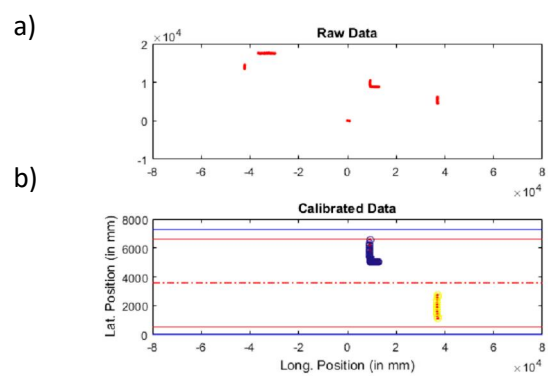 a)
Raw Data
× 10^4
2
1
0
-1
-8 -6 -4 -2 0 2 4 6 8
× 10^4
b)
Calibrated Data
Lat. Position (in mm)
8000
6000
4000
2000
0
-8 -6 -4 -2 0 2 4 6 8
Long. Position (in mm)
× 10^4